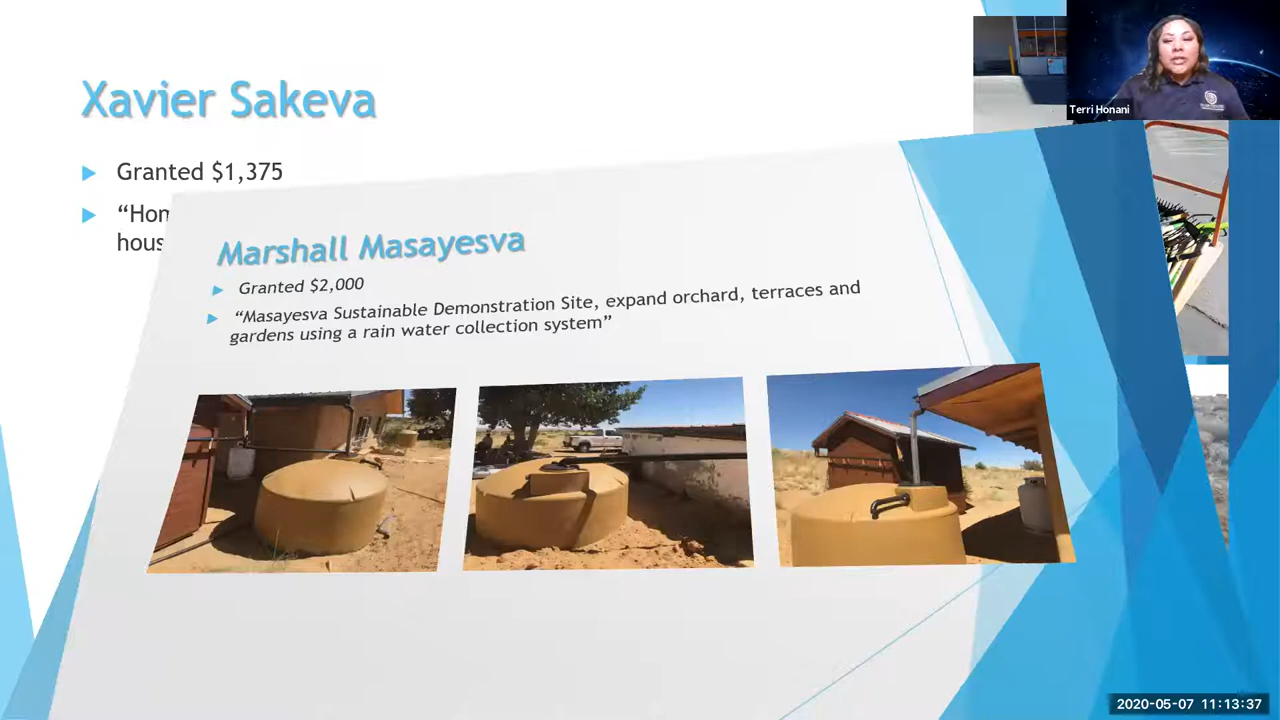 Xavier Sakeva
Granted $1,375
hous
Marshall Masayesva
Granted $2,000
“Masayesva Sustainable Demonstration Site, expand orchard, terraces and
gardens using a rain water collection system”
Terri Honani
2020-05-07 11:13:37